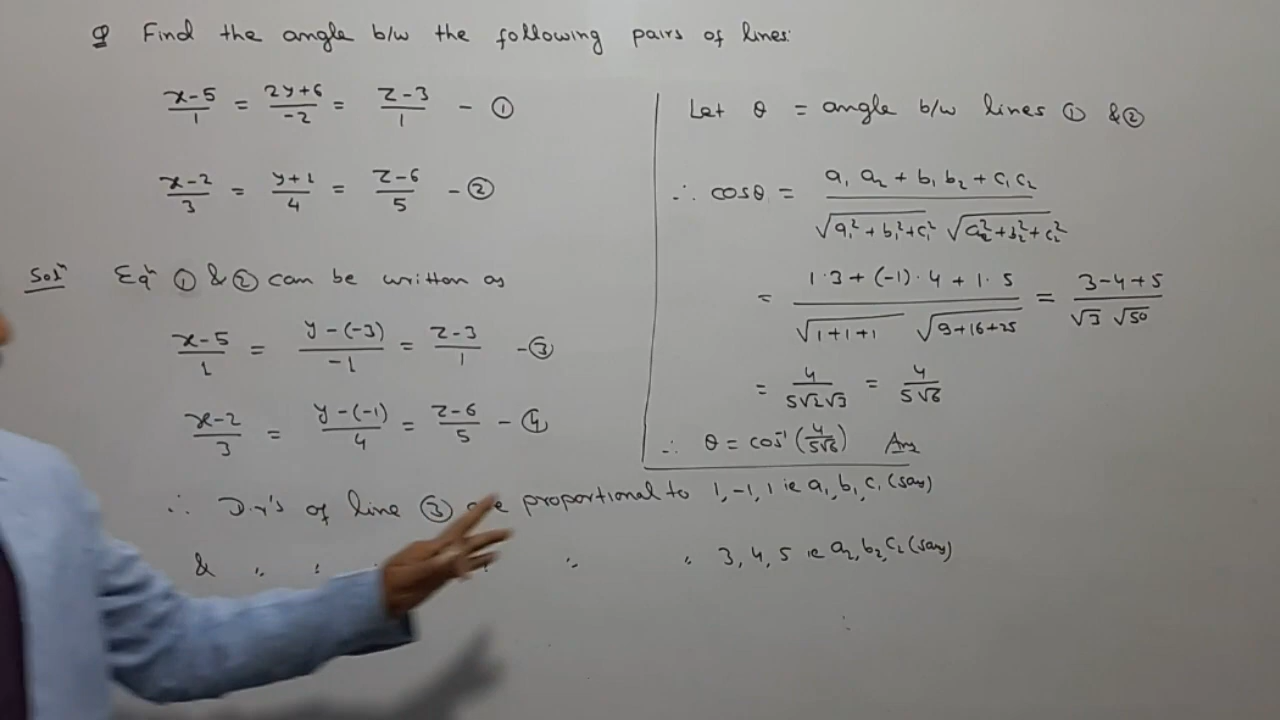 Q Find the angle b/w the following pairs of lines:
x-5/1 = 2y+6/-2 = z-3/1 - ①
x-2/3 = y+1/4 = z-6/5 - ②
Solⁿ Eqⁿ ① & ② can be written as
x-5/1 = y-(-3)/-1 = z-3/1 - ③
x-2/3 = y-(-1)/4 = z-6/5 - ④
∴ D.r's of line ③ are proportional to 1, -1, 1 ie a₁, b₁, c₁ (say)
& " " " " 3, 4, 5 ie a₂, b₂, c₂ (say)
Let θ = angle b/w lines ① & ②
∴ cosθ = a₁a₂ + b₁b₂ + c₁c₂ / √(a₁²+b₁²+c₁²) √(a₂²+b₂²+c₂²)
= 1·3 + (-1)·4 + 1·5 / √(1+1+1) √(9+16+25) = 3-4+5 / √3 √50
= 4/5√2√3 = 4/5√6
∴ θ = cos⁻¹(4/5√6) Ans